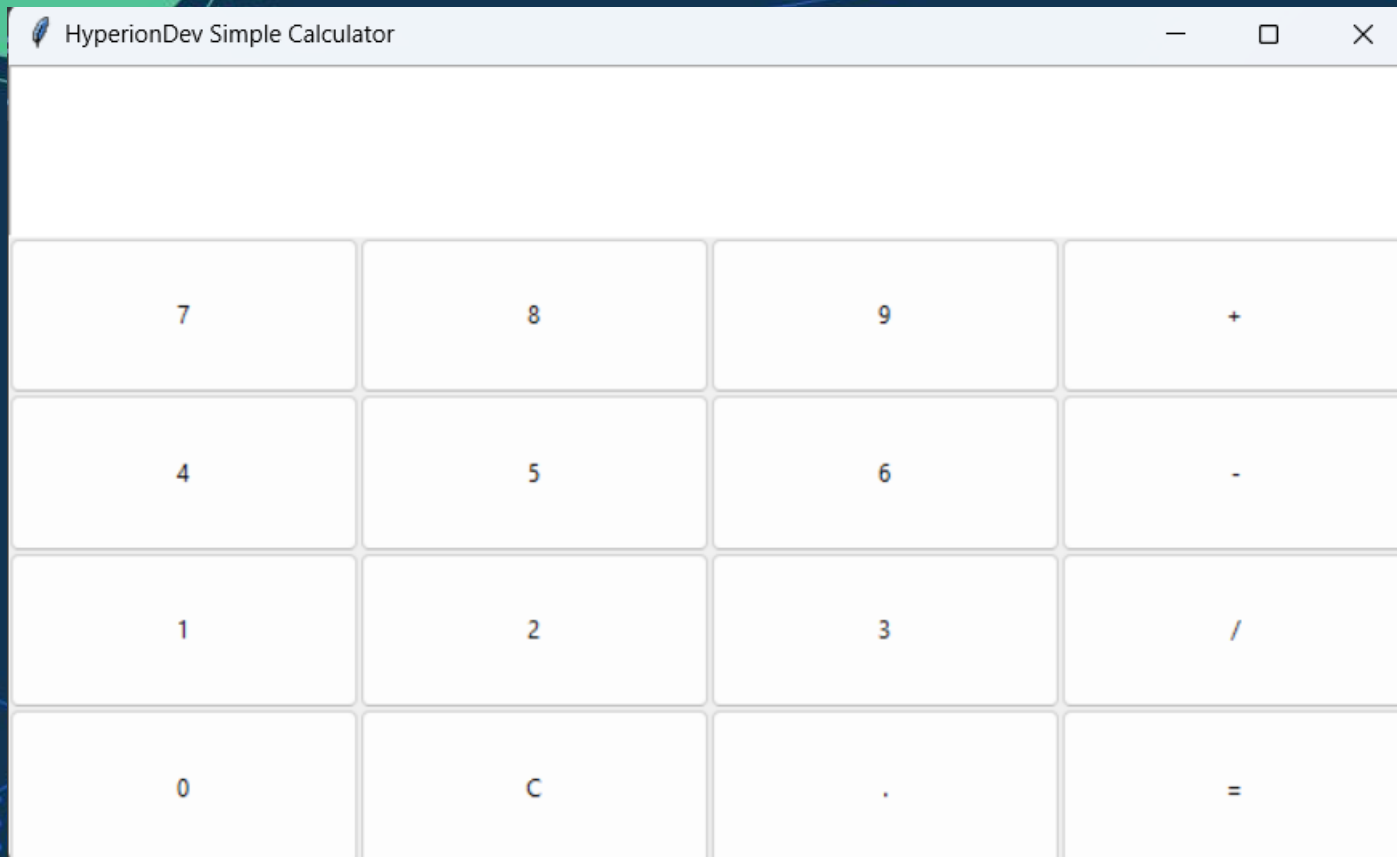 HyperionDev Simple Calculator
7 8 9 +
4 5 6 -
1 2 3 /
0 C . =